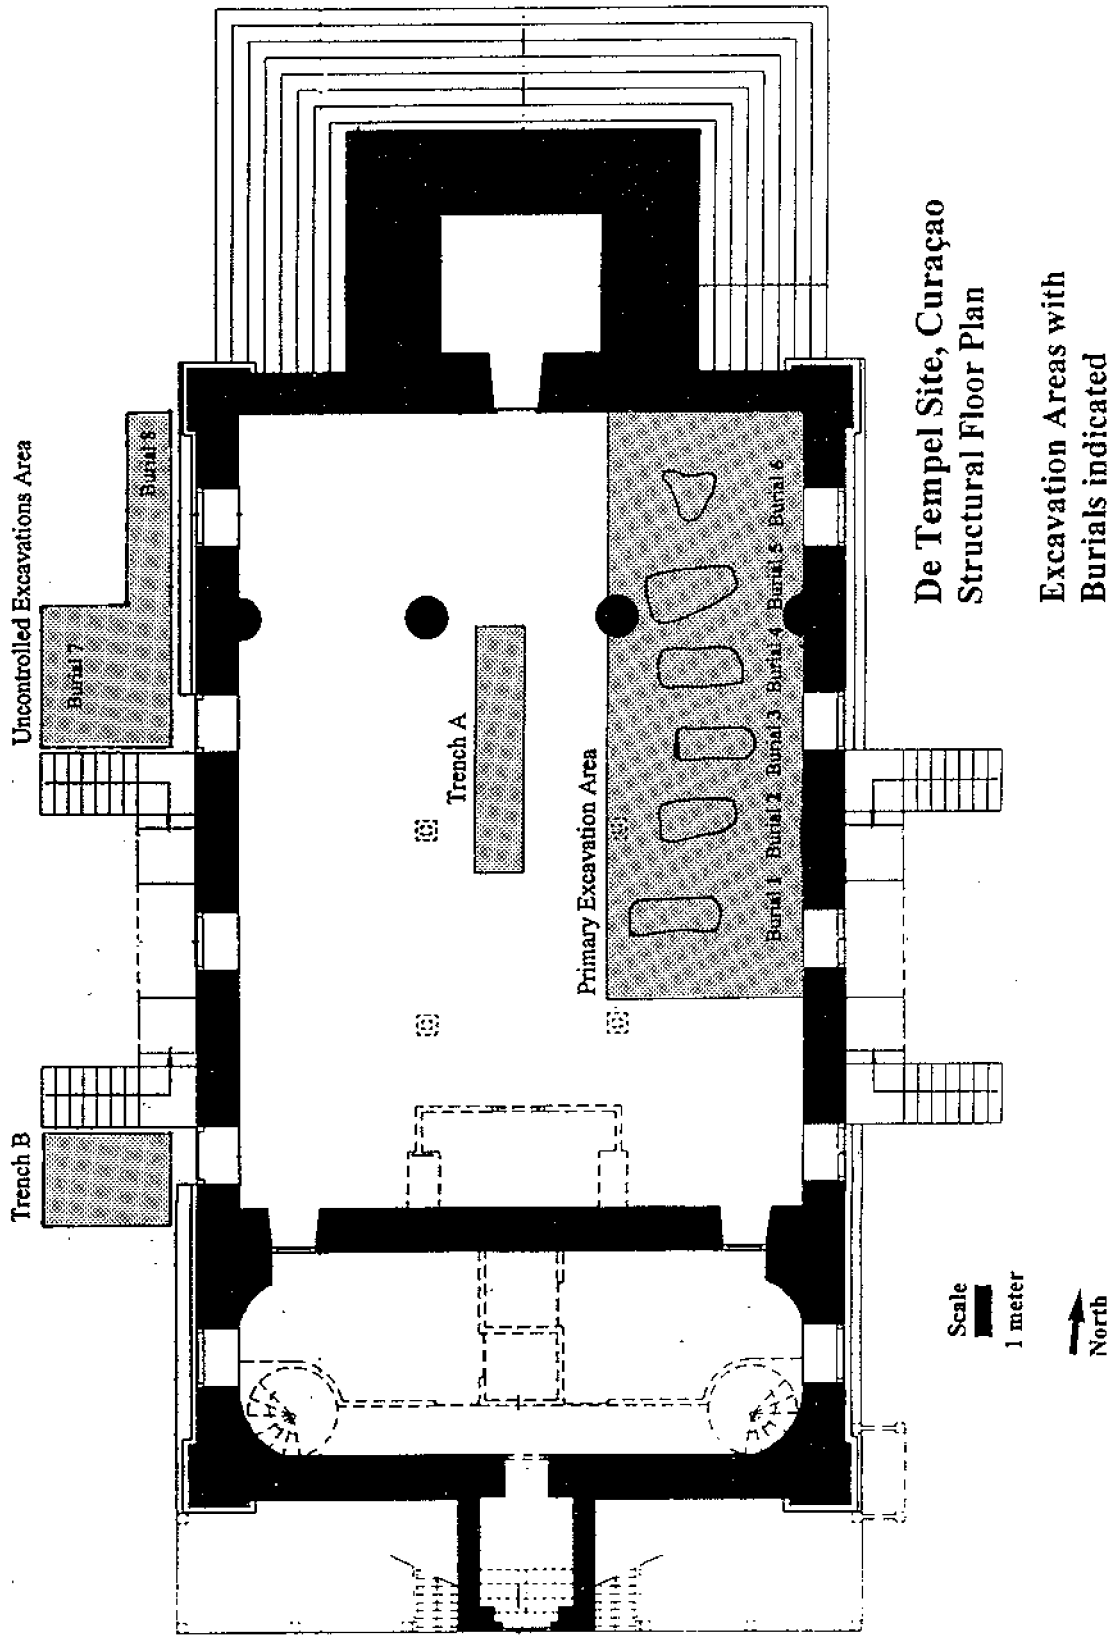 De Tempel Site, Curaçao
Structural Floor Plan
Excavation Areas with
Burials indicated
Uncontrolled Excavations Area
Burial 7
Burial 8
Trench B
Trench A
Primary Excavation Area
Burial 1 Burial 2 Burial 3 Burial 4 Burial 5 Burial 6
Scale
1 meter
North